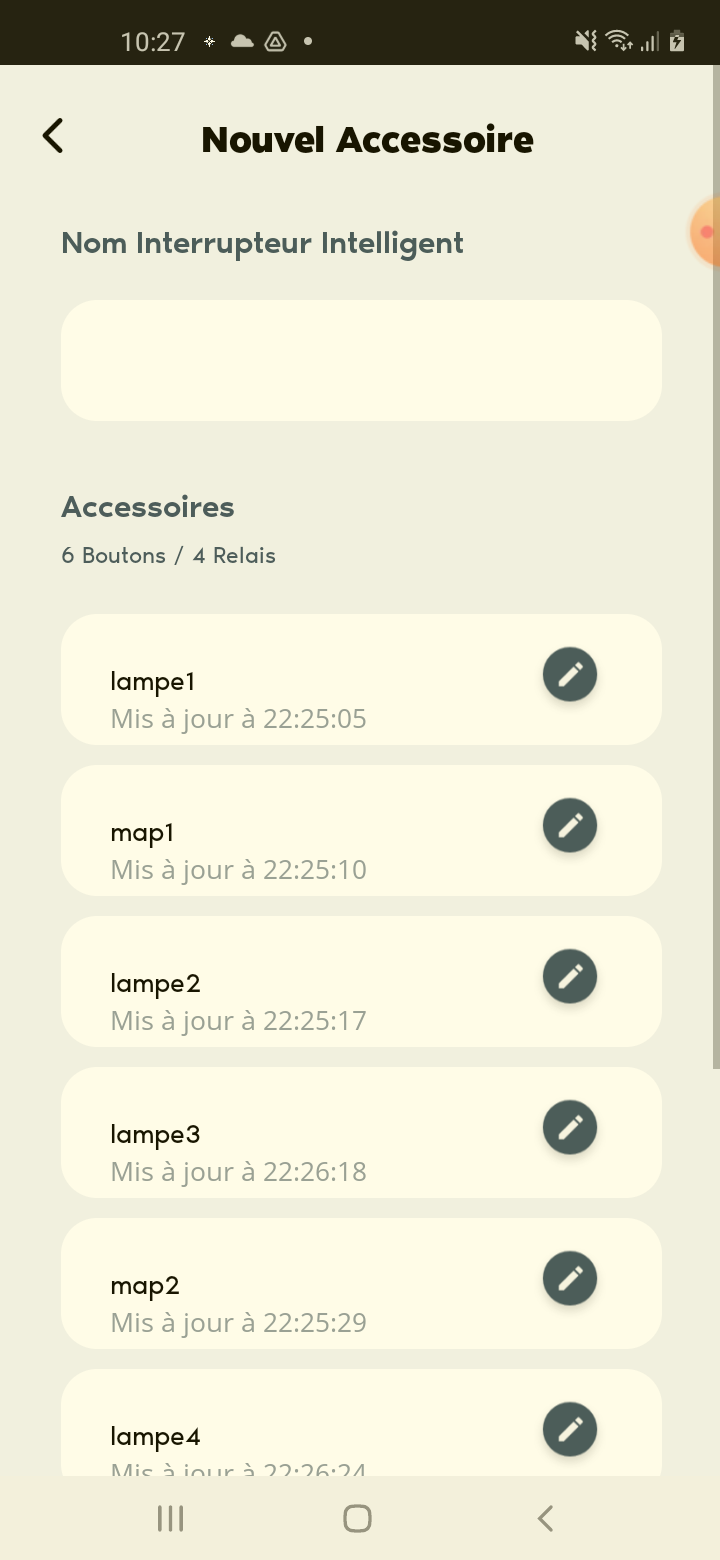 10:27
Nouvel Accessoire
Nom Interrupteur Intelligent
Accessoires
6 Boutons / 4 Relais
lampe1
Mis à jour à 22:25:05
map1
Mis à jour à 22:25:10
lampe2
Mis à jour à 22:25:17
lampe3
Mis à jour à 22:26:18
map2
Mis à jour à 22:25:29
lampe4
Mis à jour à 22:26:24